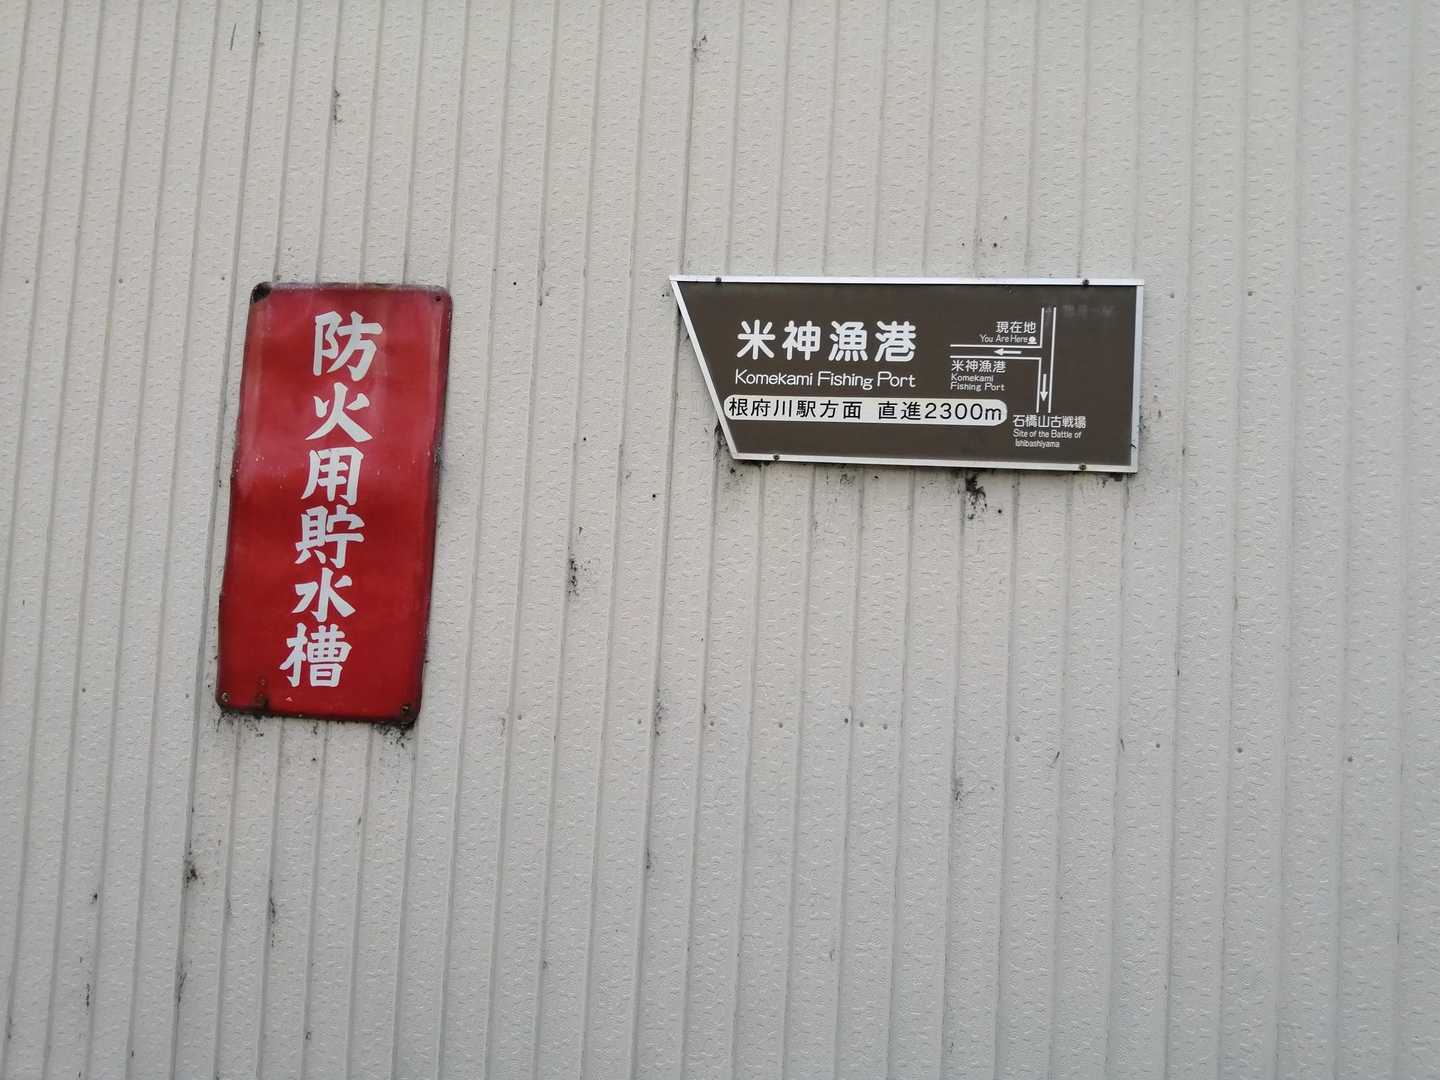 防火用貯水槽
米神漁港
Komekami Fishing Port
根府川駅方面 直進2300m
現在地
You Are Here
米神漁港
Komekami
Fishing Port
石橋山古戦場
Site of the Battle of
Ishibashiyama